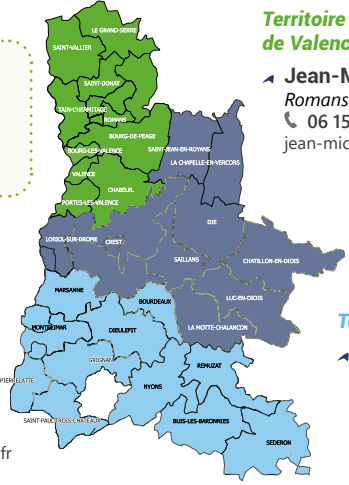 Territoire
de Valenc
Jean-M
Romans
06 15
jean-mic
LE GRAND-SERRE
SAINT-VALLIER
SAINT-DONAT
TAIN-L'HERMITAGE
ROMANS
BOURG-DE-PEAGE
BOURG-LES-VALENCE
SAINT-JEAN-EN-ROYANS
LA CHAPELLE-EN-VERCORS
VALENCE
CHABEUIL
PORTES-LES-VALENCE
DIE
LORIOL-SUR-DROME
CREST
SAILLANS
CHATILLON-EN-DIOIS
MARSANNE
BOURDEAUX
LUC-EN-DIOIS
MONTELIMAR
DIEULEFIT
LA MOTTE-CHALANCON
GRIGNAN
REMUZAT
PIERRELATTE
NYONS
SAINT-PAUL-TROIS-CHATEAUX
BUIS-LES-BARONNIES
SEDERON
Te
fr